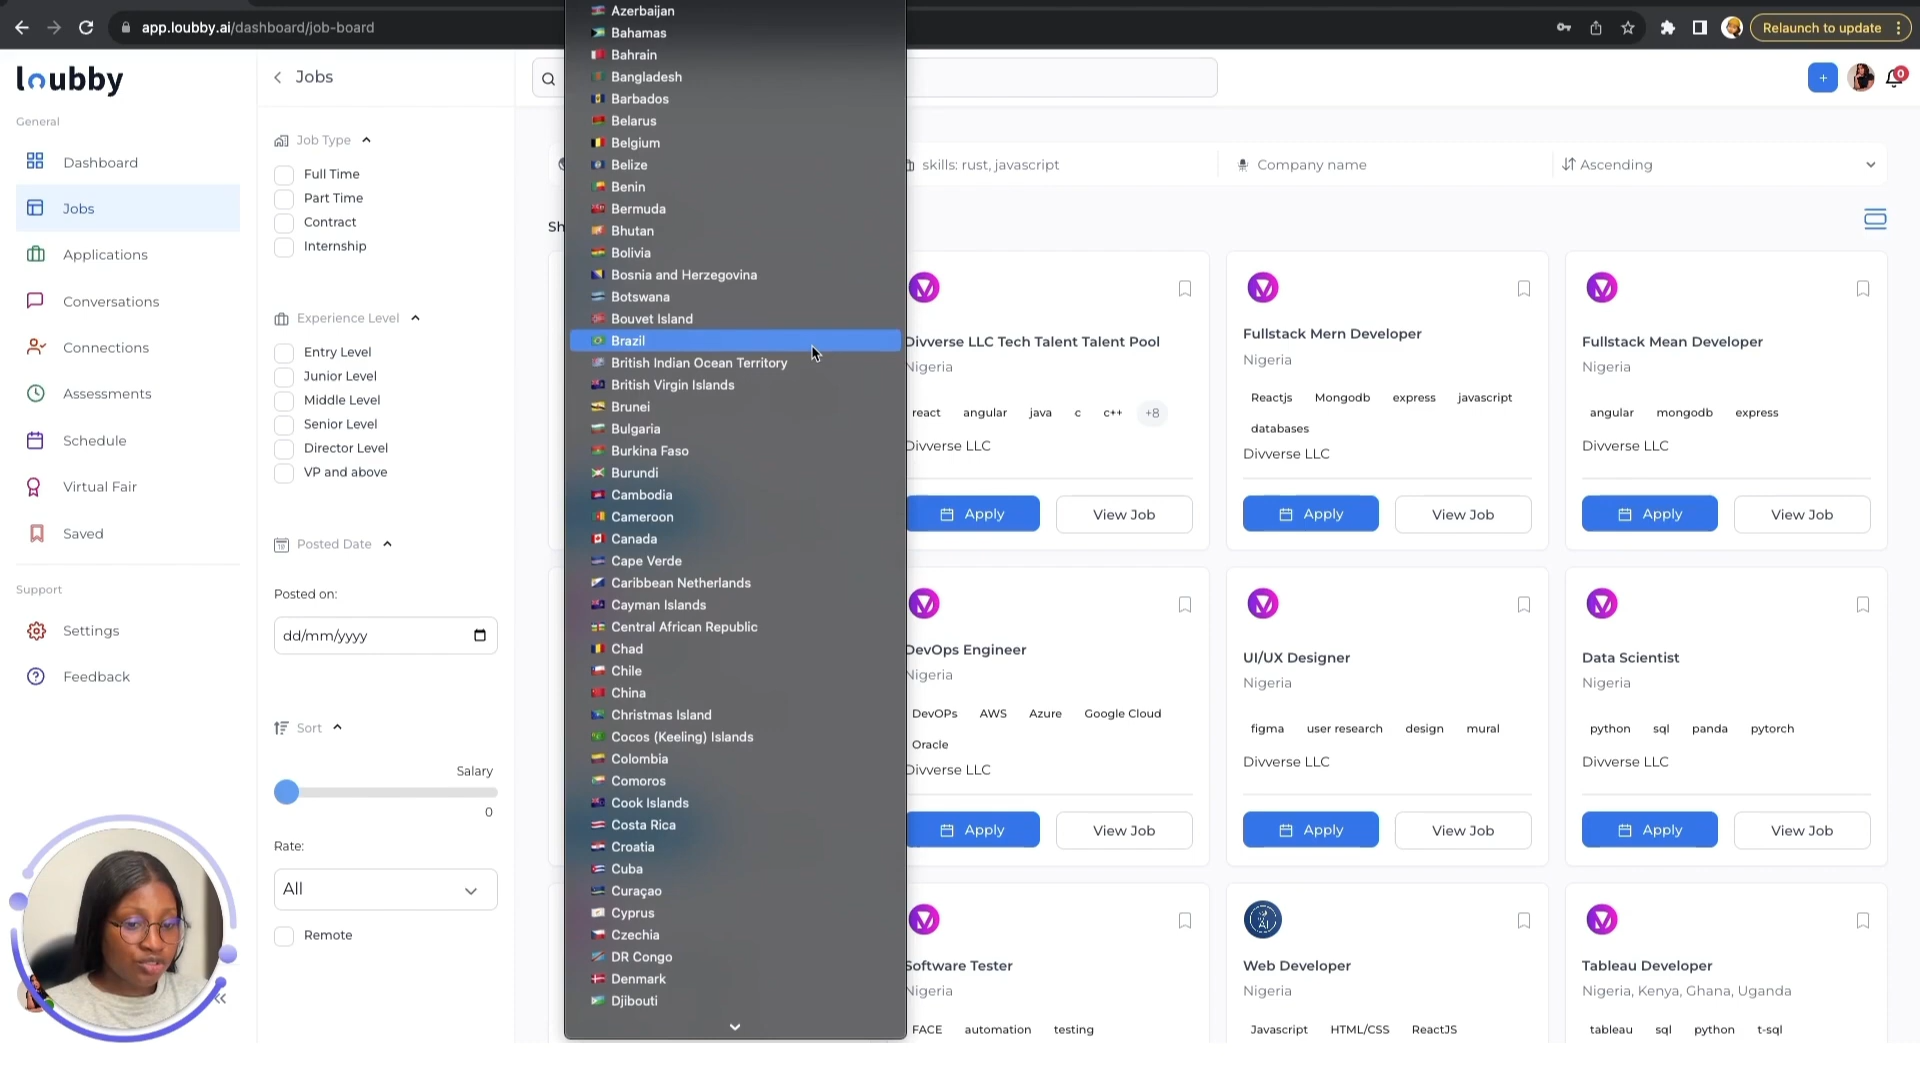 app.loubby.ai/dashboard/job-board
Relaunch to update
loubby
General
Dashboard
Jobs
Applications
Conversations
Connections
Assessments
Schedule
Virtual Fair
Saved
Support
Settings
Feedback
Jobs
Job Type
Full Time
Part Time
Contract
Internship
Experience Level
Entry Level
Junior Level
Middle Level
Senior Level
Director Level
VP and above
Posted Date
Posted on:
dd/mm/yyyy
Sort
Salary
0
Rate:
All
Remote
Azerbaijan
Bahamas
Bahrain
Bangladesh
Barbados
Belarus
Belgium
Belize
Benin
Bermuda
Bhutan
Bolivia
Bosnia and Herzegovina
Botswana
Bouvet Island
Brazil
British Indian Ocean Territory
British Virgin Islands
Brunei
Bulgaria
Burkina Faso
Burundi
Cambodia
Cameroon
Canada
Cape Verde
Caribbean Netherlands
Cayman Islands
Central African Republic
Chad
Chile
China
Christmas Island
Cocos (Keeling) Islands
Colombia
Comoros
Cook Islands
Costa Rica
Croatia
Cuba
Curaçao
Cyprus
Czechia
DR Congo
Denmark
Djibouti
0
skills: rust, javascript
Company name
Ascending
Sh
Divverse LLC Tech Talent Talent Pool
Nigeria
react angular java c c++ +8
Divverse LLC
Apply View Job
Fullstack Mern Developer
Nigeria
Reactjs Mongodb express javascript
databases
Divverse LLC
Apply View Job
Fullstack Mean Developer
Nigeria
angular mongodb express
Divverse LLC
Apply View Job
DevOps Engineer
Nigeria
DevOPs AWS Azure Google Cloud
Oracle
Divverse LLC
Apply View Job
UI/UX Designer
Nigeria
figma user research design mural
Divverse LLC
Apply View Job
Data Scientist
Nigeria
python sql panda pytorch
Divverse LLC
Apply View Job
Software Tester
Nigeria
FACE automation testing
Web Developer
Nigeria
Javascript HTML/CSS ReactJS
Tableau Developer
Nigeria, Kenya, Ghana, Uganda
tableau sql python t-sql